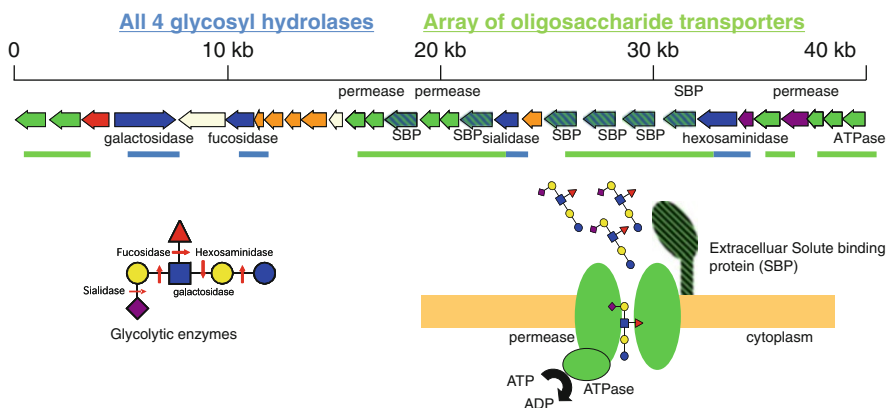 All 4 glycosyl hydrolases
Array of oligosaccharide transporters
0
10 kb
20 kb
30 kb
40 kb
permease
permease
SBP
permease
galactosidase
fucosidase
SBP
SBP
sialidase
SBP
SBP
hexosaminidase
ATPase
Fucosidase
Hexosaminidase
Sialidase
galactosidase
Glycolytic enzymes
Extracelluar Solute binding
protein (SBP)
permease
cytoplasm
ATP
ATPase
ADP